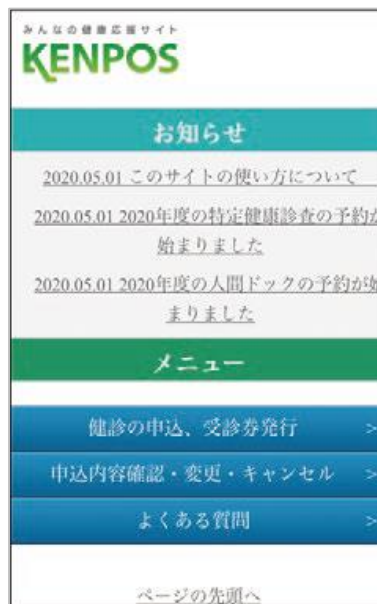 みんなの健康応援サイト
KENPOS
お知らせ
2020.05.01 このサイトの使い方について
2020.05.01 2020年度の特定健康診査の予約が
始まりました
2020.05.01 2020年度の人間ドックの予約が始
まりました
メニュー
健診の申込、受診券発行 >
申込内容確認・変更・キャンセル >
よくある質問 >
ページの先頭へ